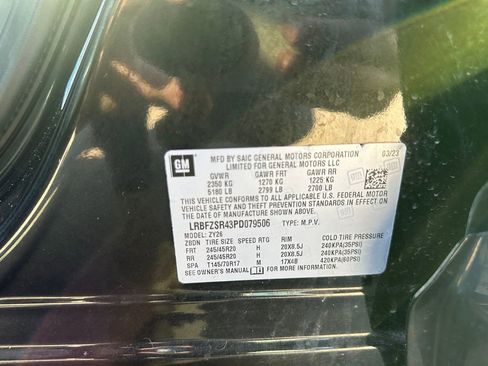 GM
MFD BY SAIC GENERAL MOTORS CORPORATION 03/23
LIMITED FOR GENERAL MOTORS LLC
GVWR GAWR FRT GAWR RR
2350 KG 1270 KG 1225 KG
5180 LB 2799 LB 2700 LB
THIS VEHICLE CONFORMS TO ALL APPLICABLE U.S. FEDERAL MOTOR
VEHICLE SAFETY AND THEFT PREVENTION STANDARDS IN EFFECT ON
THE DATE OF MANUFACTURE SHOWN ABOVE.
LRBFZSR43PD079506 TYPE: M.P.V.
MODEL: ZY26
ZBDN TIRE SIZE SPEED RTG RIM COLD TIRE PRESSURE
FRT 245/45R20 H 20X8.5J 240KPA(35PSI)
RR 245/45R20 H 20X8.5J 240KPA(35PSI)
SPA T145/70R17 M 17X4B 420KPA(60PSI)
SEE OWNER'S MANUAL FOR ADDITIONAL INFORMATION